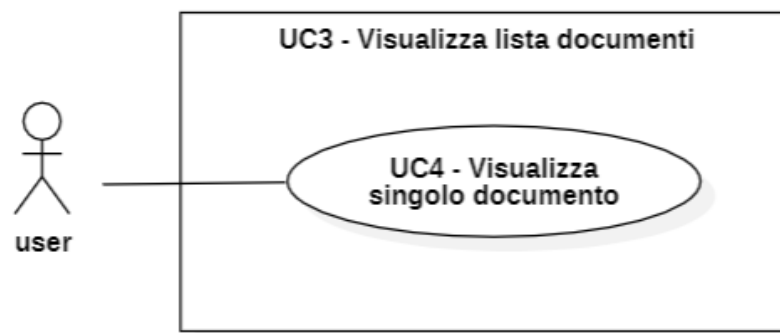 UC3 - Visualizza lista documenti
UC4 - Visualizza
singolo documento
user